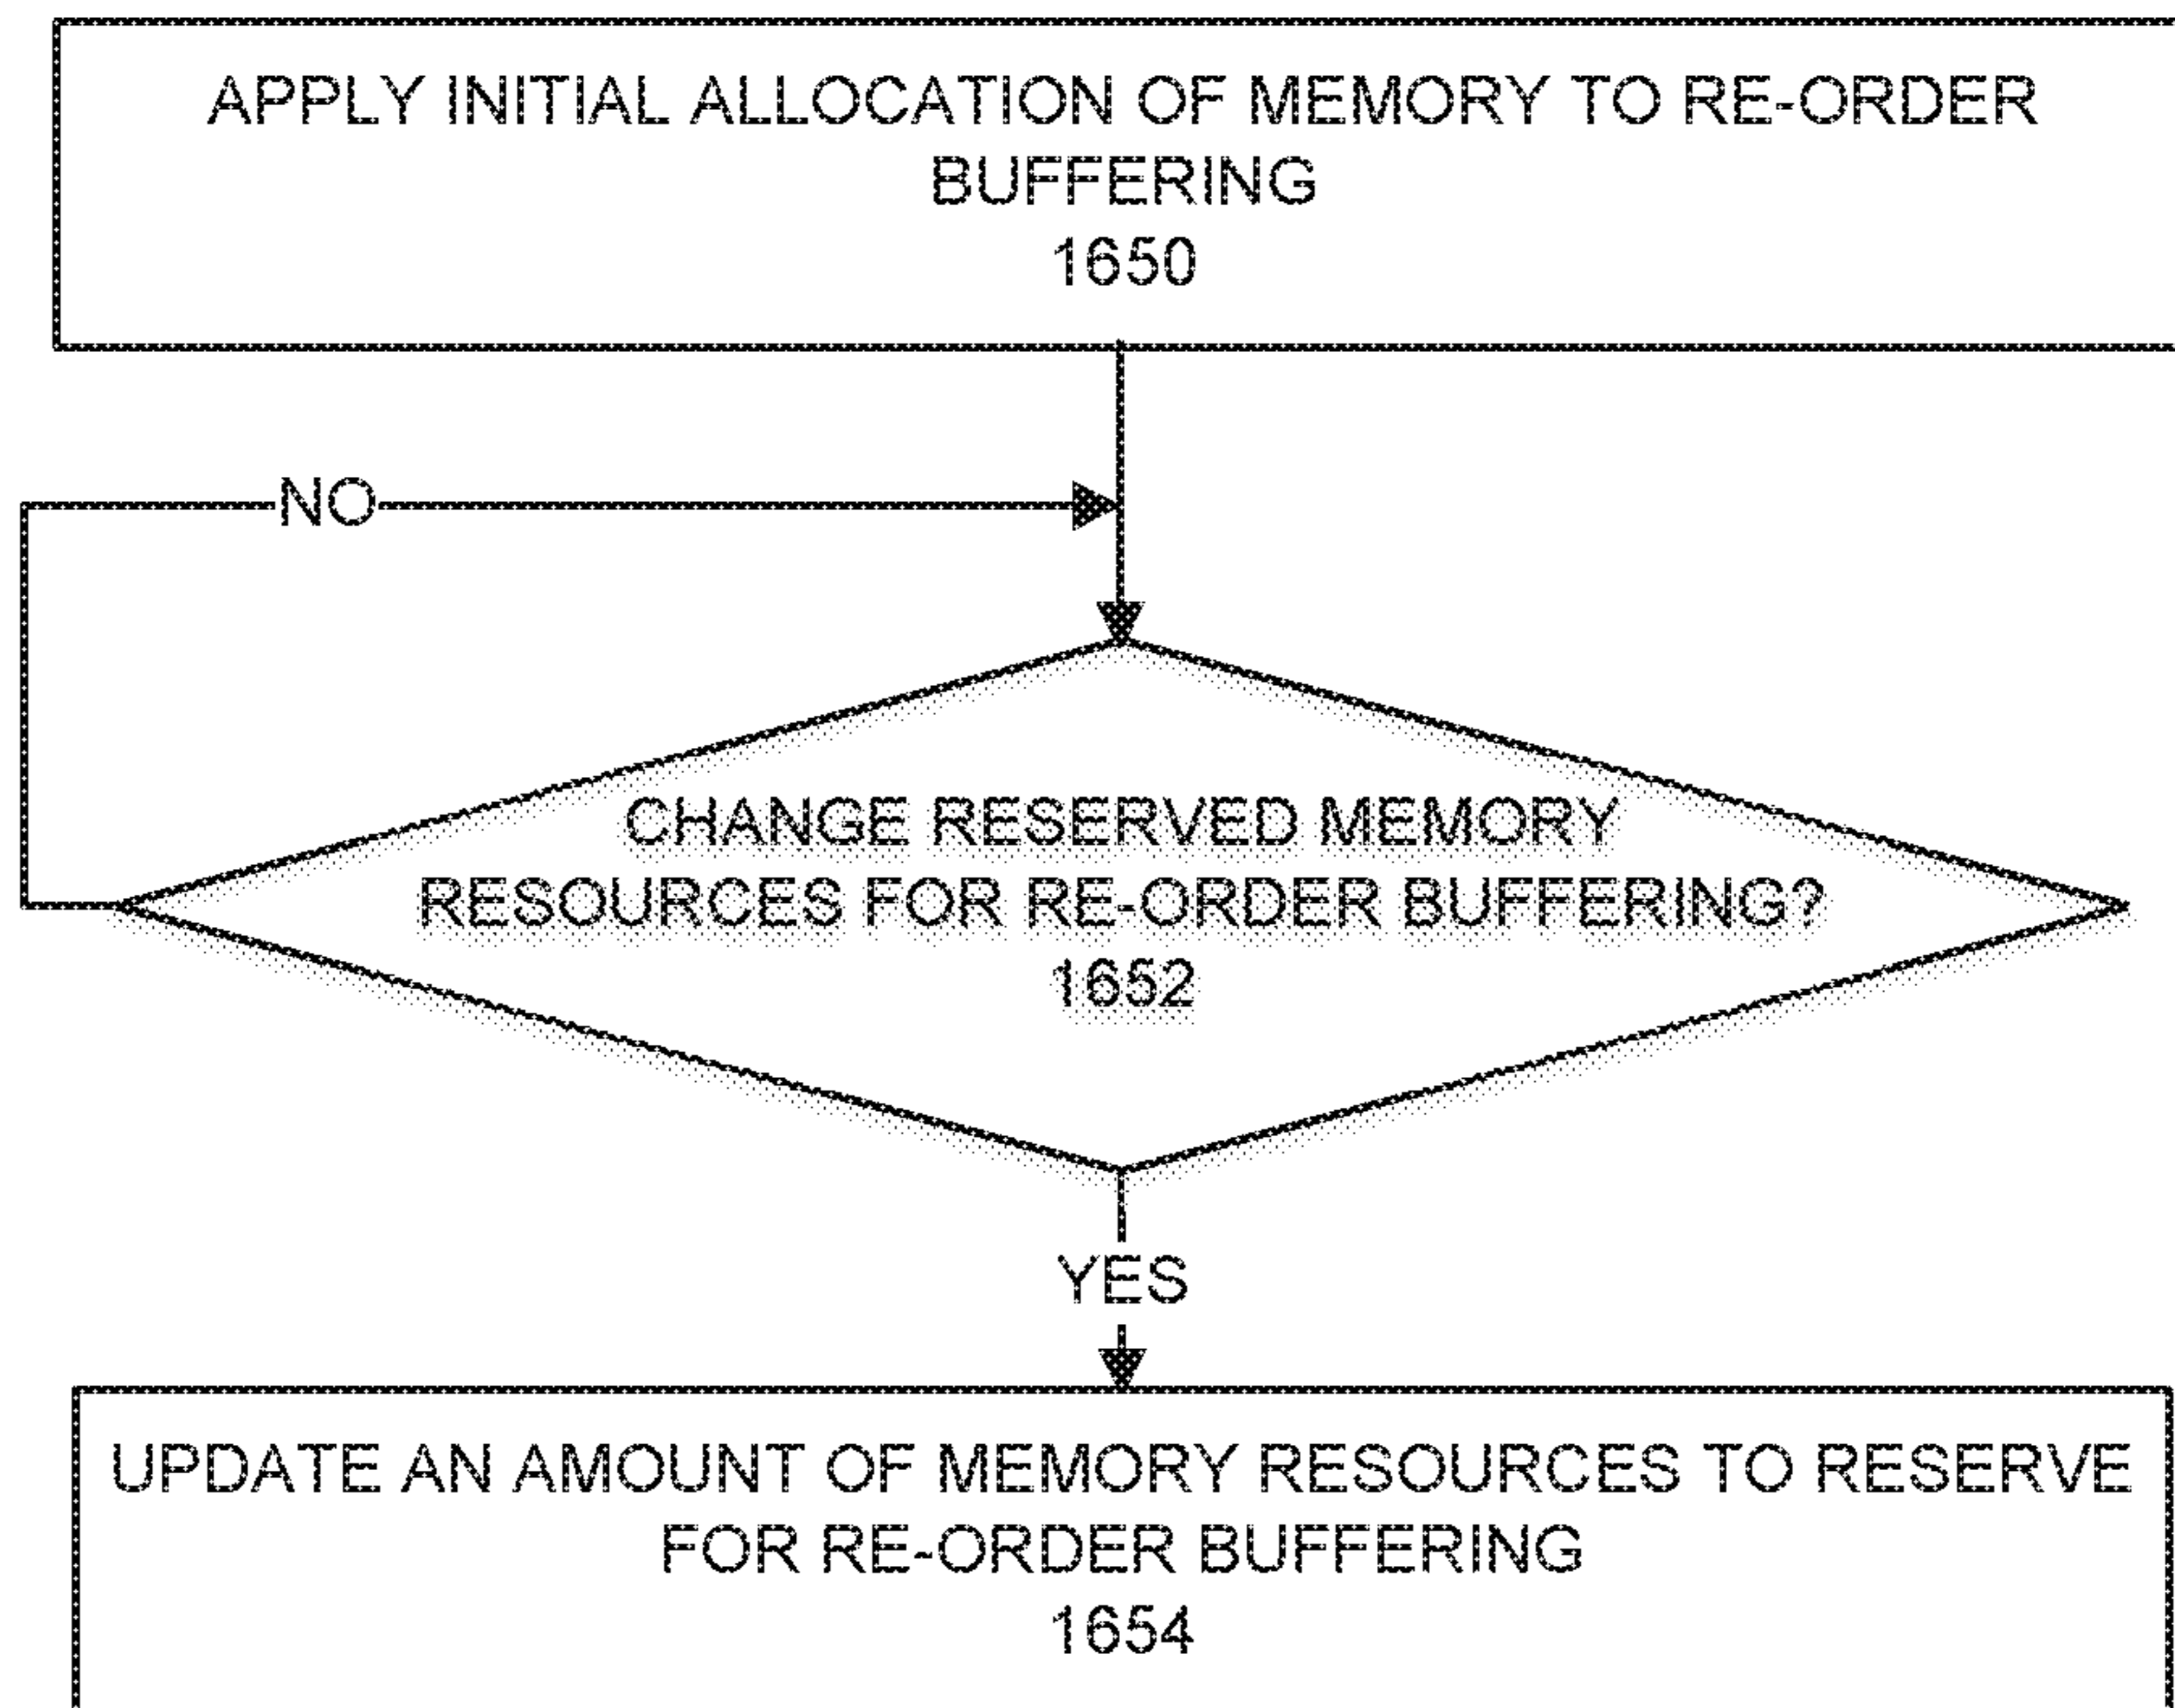 APPLY INITIAL ALLOCATION OF MEMORY TO RE-ORDER
BUFFERING
1650
NO
CHANGE RESERVED MEMORY
RESOURCES FOR RE-ORDER BUFFERING?
1652
YES
UPDATE AN AMOUNT OF MEMORY RESOURCES TO RESERVE
FOR RE-ORDER BUFFERING
1654